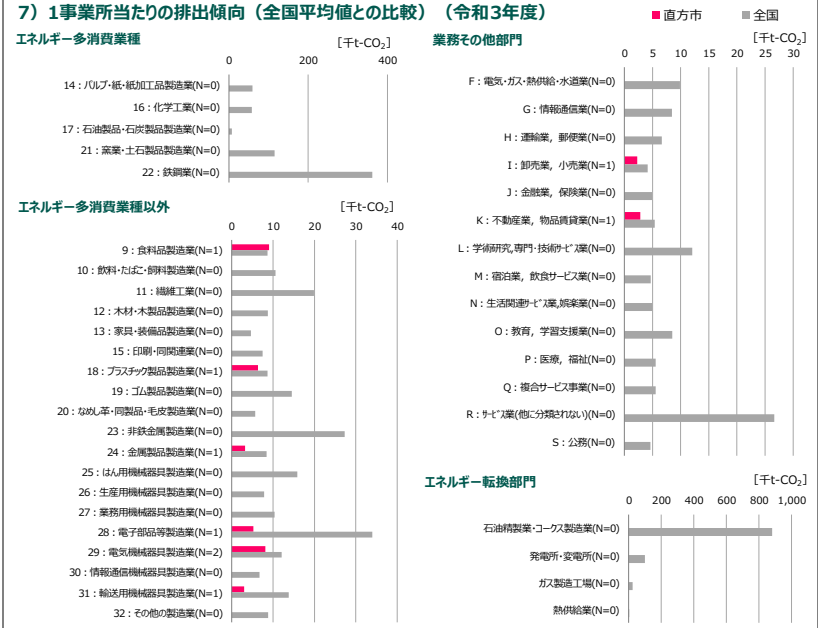 7）1事業所当たりの排出傾向（全国平均値との比較）（令和3年度）
■直方市 ■全国
エネルギー多消費業種
[千t-CO₂]
0 200 400
14：パルプ・紙・紙加工品製造業(N=0)
16：化学工業(N=0)
17：石油製品・石炭製品製造業(N=0)
21：窯業・土石製品製造業(N=0)
22：鉄鋼業(N=0)
エネルギー多消費業種以外
[千t-CO₂]
0 10 20 30 40
9：食料品製造業(N=1)
10：飲料・たばこ・飼料製造業(N=0)
11：繊維工業(N=0)
12：木材・木製品製造業(N=0)
13：家具・装備品製造業(N=0)
15：印刷・同関連業(N=0)
18：プラスチック製品製造業(N=1)
19：ゴム製品製造業(N=0)
20：なめし革・同製品・毛皮製造業(N=0)
23：非鉄金属製造業(N=0)
24：金属製品製造業(N=1)
25：はん用機械器具製造業(N=0)
26：生産用機械器具製造業(N=0)
27：業務用機械器具製造業(N=0)
28：電子部品等製造業(N=1)
29：電気機械器具製造業(N=2)
30：情報通信機械器具製造業(N=0)
31：輸送用機械器具製造業(N=1)
32：その他の製造業(N=0)
業務その他部門
[千t-CO₂]
0 5 10 15 20 25 30
F：電気・ガス・熱供給・水道業(N=0)
G：情報通信業(N=0)
H：運輸業，郵便業(N=0)
I：卸売業，小売業(N=1)
J：金融業，保険業(N=0)
K：不動産業，物品賃貸業(N=1)
L：学術研究,専門・技術ｻｰﾋﾞｽ業(N=0)
M：宿泊業，飲食サービス業(N=0)
N：生活関連ｻｰﾋﾞｽ業,娯楽業(N=0)
O：教育，学習支援業(N=0)
P：医療，福祉(N=0)
Q：複合サービス事業(N=0)
R：ｻｰﾋﾞｽ業(他に分類されない)(N=0)
S：公務(N=0)
エネルギー転換部門
[千t-CO₂]
0 200 400 600 800 1,000
石油精製業・コークス製造業(N=0)
発電所・変電所(N=0)
ガス製造工場(N=0)
熱供給業(N=0)